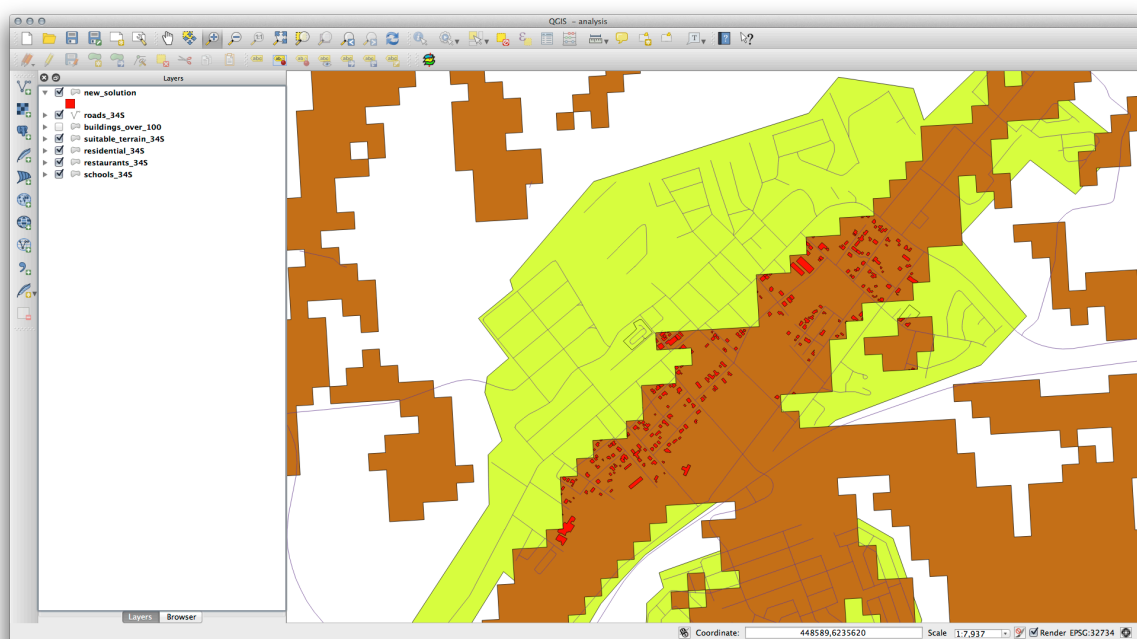 QGIS - analysis
Layers
new_solution
roads_34S
buildings_over_100
suitable_terrain_34S
residential_34S
restaurants_34S
schools_34S
Layers
Browser
Coordinate:
448589,6235620
Scale
1:7,937
Render
EPSG:32734